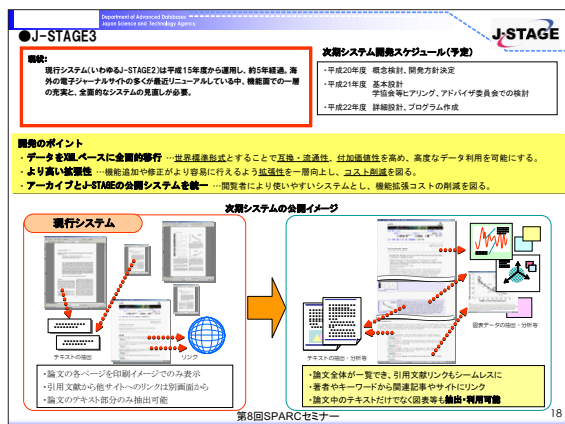 Department of Advanced Databases
Japan Science and Technology Agency
●J-STAGE3
J-STAGE
現状:
現行システム(いわゆるJ-STAGE2)は平成15年度から運用し、約5年経過。海
外の電子ジャーナルサイトの多くが最近リニューアルしている中、機能面での一層
の充実と、全面的なシステムの見直しが必要。
次期システム開発スケジュール(予定)
・平成20年度 概念検討、開発方針決定
・平成21年度 基本設計
学協会等ヒアリング、アドバイザ委員会での検討
・平成22年度 詳細設計、プログラム作成
開発のポイント
・データをXMLベースに全面的移行 …世界標準形式とすることで互換・流通性、付加価値性を高め、高度なデータ利用を可能にする。
・より高い拡張性 …機能追加や修正がより容易に行えるよう拡張性を一層向上し、コスト削減を図る。
・アーカイブとJ-STAGEの公開システムを統一 …閲覧者により使いやすいシステムとし、機能拡張コストの削減を図る。
次期システムの公開イメージ
現行システム
テキストの抽出
リンク
・論文の各ページを印刷イメージでのみ表示
・引用文献から他サイトへのリンクは別画面から
・論文のテキスト部分のみ抽出可能
図表データの抽出・分析等
テキストの抽出・分析等
・論文全体が一覧でき、引用文献リンクもシームレスに
・著者やキーワードから関連記事やサイトにリンク
・論文中のテキストだけでなく図表等も抽出・利用可能
第8回SPARCセミナー
18